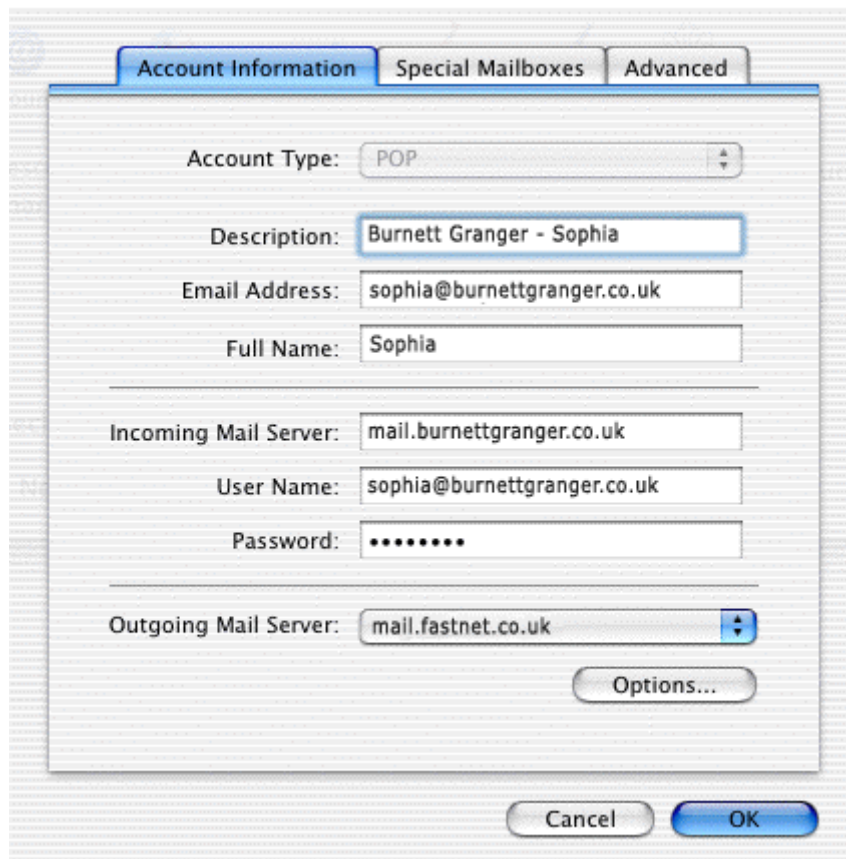 Account Information Special Mailboxes Advanced
Account Type: POP
Description: Burnett Granger - Sophia
Email Address: sophia@burnettgranger.co.uk
Full Name: Sophia
Incoming Mail Server: mail.burnettgranger.co.uk
User Name: sophia@burnettgranger.co.uk
Password: ••••••••
Outgoing Mail Server: mail.fastnet.co.uk
Options...
Cancel OK